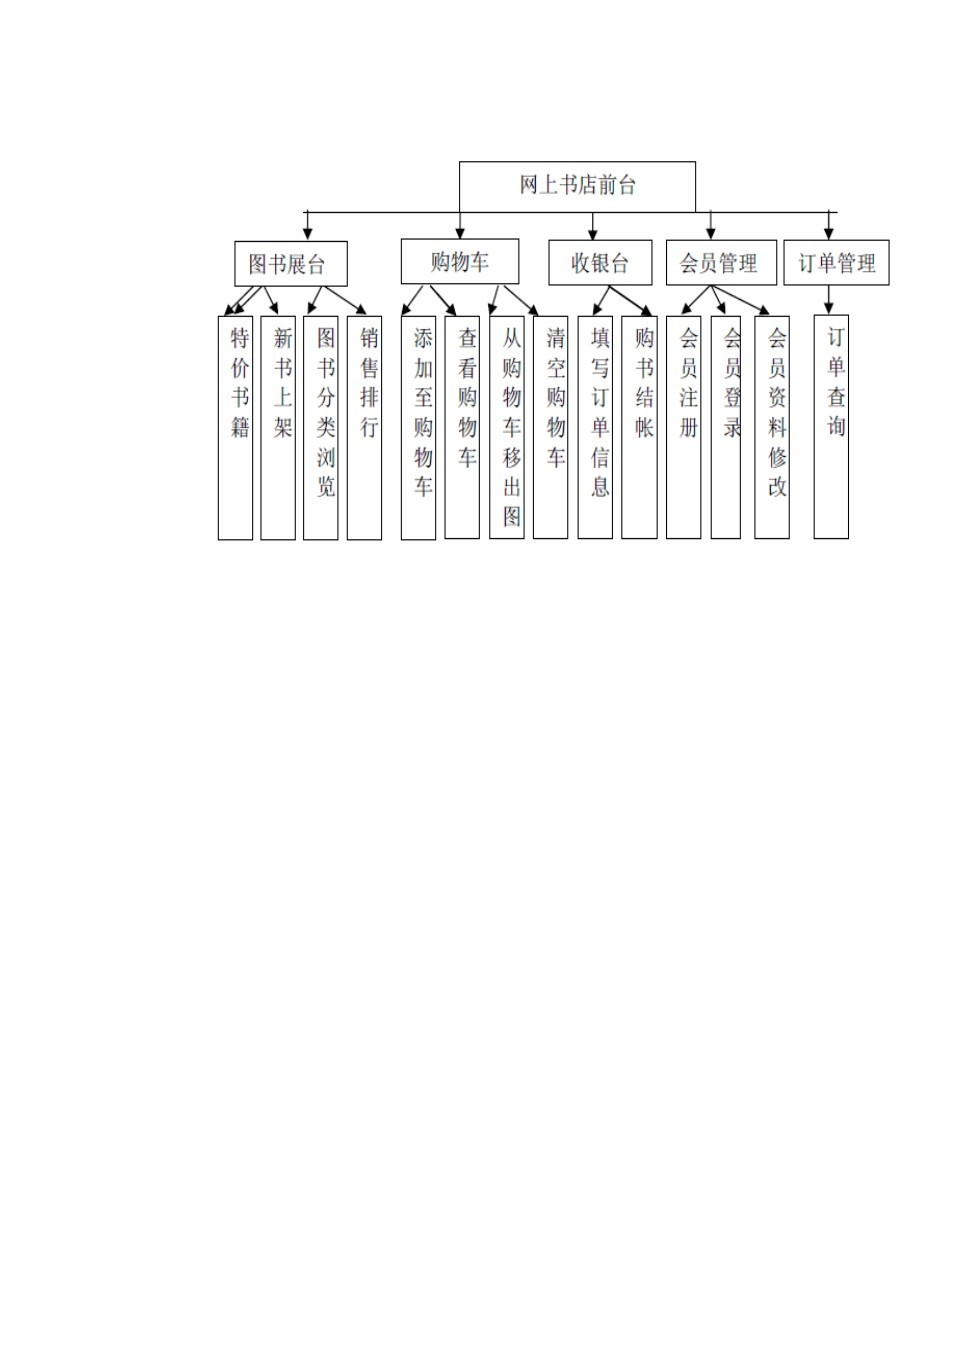 网上书店前台
图书展台
购物车
收银台
会员管理
订单管理
特价书籍
新书上架
图书分类浏览
销售排行
添加至购物车
查看购物车
从购物车移出图
清空购物车
填写订单信息
购书结帐
会员注册
会员登录
会员资料修改
订单查询